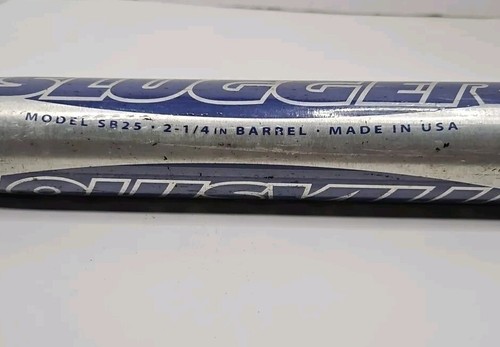 SLUGGER
MODEL SB25 · 2-1/4 IN BARREL · MADE IN USA